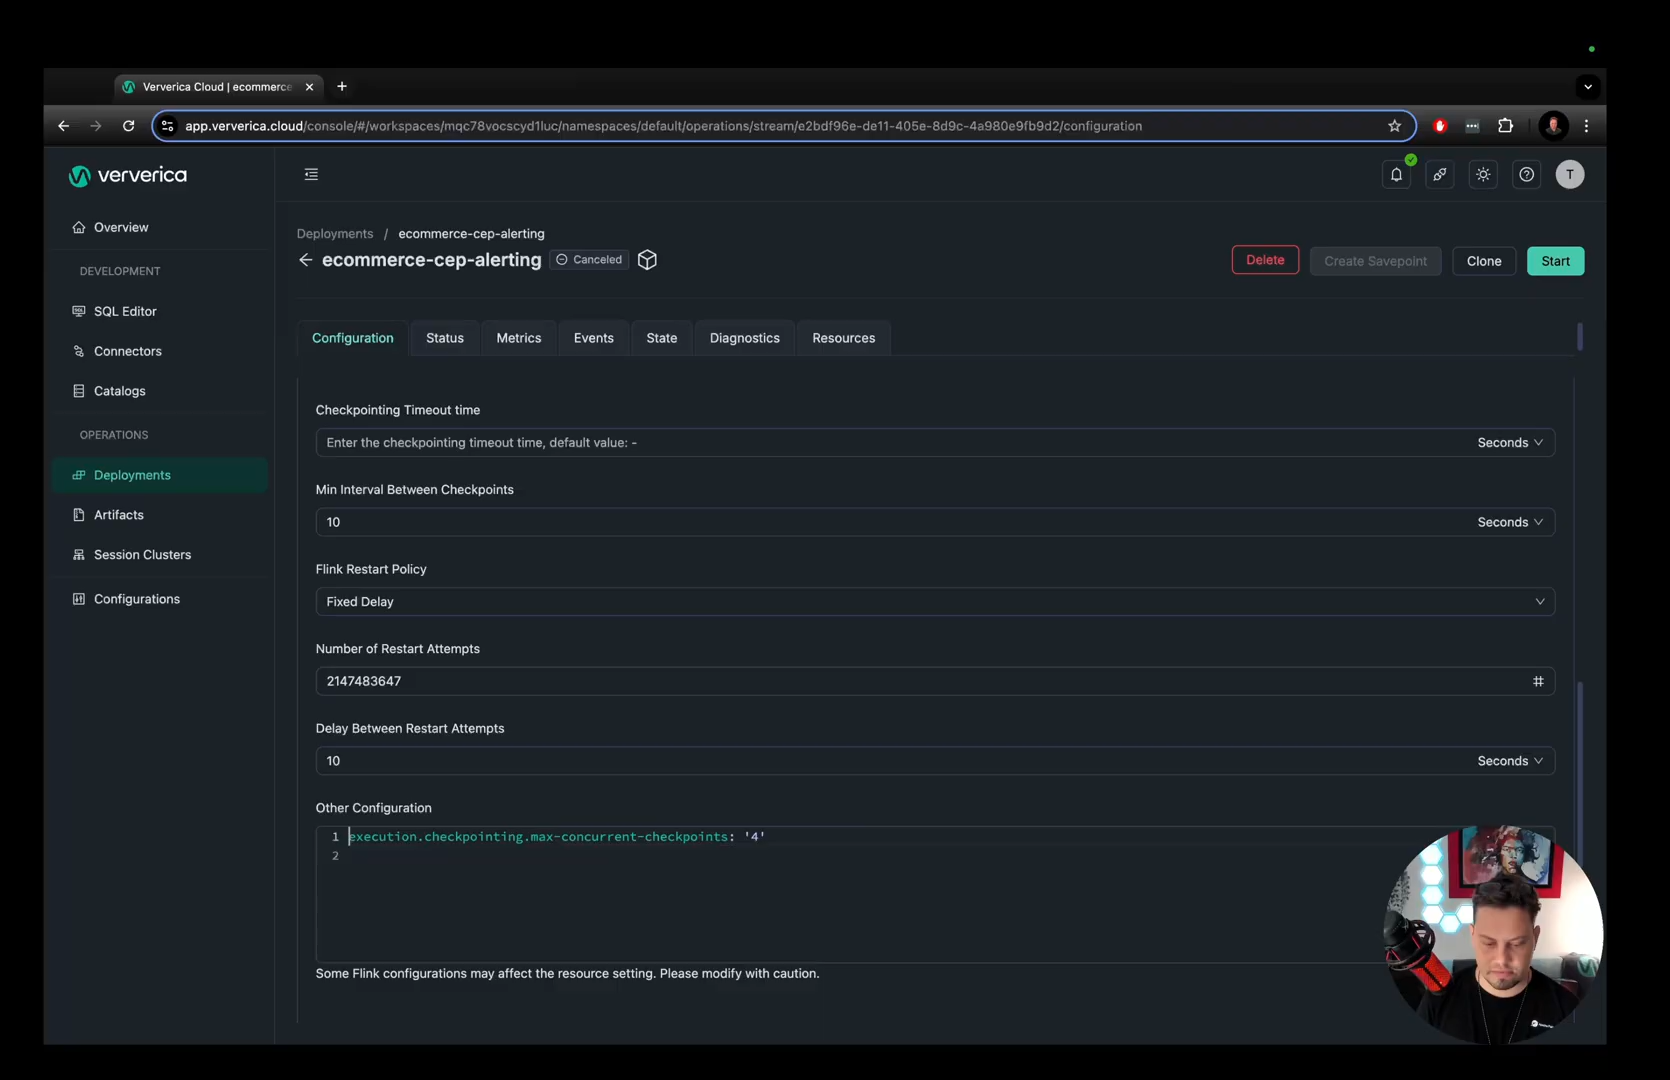 Ververica Cloud | ecommerce
app.ververica.cloud/console/#/workspaces/mqc78vocscyd1luc/namespaces/default/operations/stream/e2bdf96e-de11-405e-8d9c-4a980e9fb9d2/configuration
ververica
T
Overview
DEVELOPMENT
SQL Editor
Connectors
Catalogs
OPERATIONS
Deployments
Artifacts
Session Clusters
Configurations
Deployments / ecommerce-cep-alerting
ecommerce-cep-alerting Canceled
Delete Create Savepoint Clone Start
Configuration Status Metrics Events State Diagnostics Resources
Checkpointing Timeout time
Enter the checkpointing timeout time, default value: - Seconds
Min Interval Between Checkpoints
10 Seconds
Flink Restart Policy
Fixed Delay
Number of Restart Attempts
2147483647 #
Delay Between Restart Attempts
10 Seconds
Other Configuration
1 execution.checkpointing.max-concurrent-checkpoints: '4'
2
Some Flink configurations may affect the resource setting. Please modify with caution.